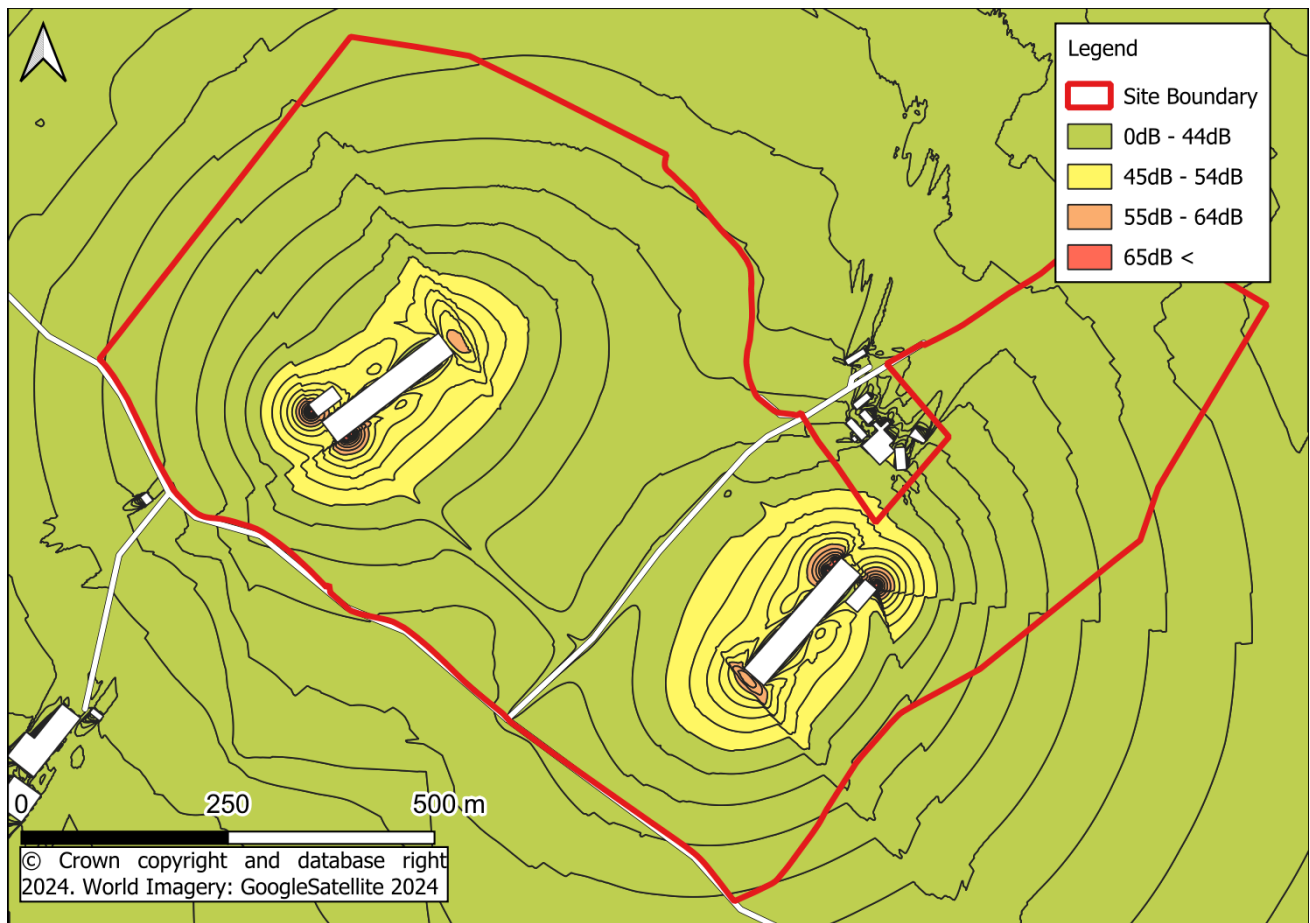 Legend
Site Boundary
0dB - 44dB
45dB - 54dB
55dB - 64dB
65dB <
0 250 500 m
© Crown copyright and database right
2024. World Imagery: GoogleSatellite 2024